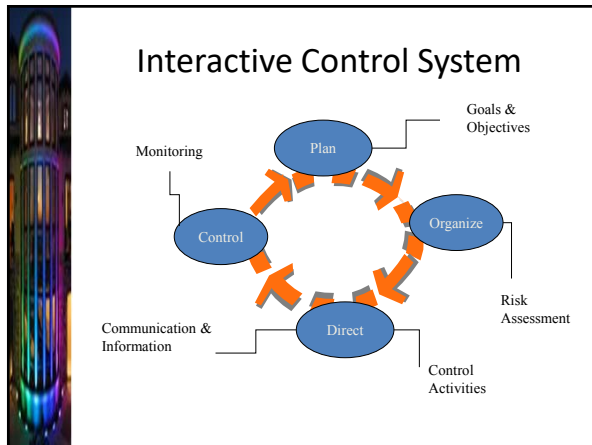 Interactive Control System
Goals &
Objectives
Plan
Monitoring
Control
Organize
Risk
Assessment
Communication &
Information
Direct
Control
Activities